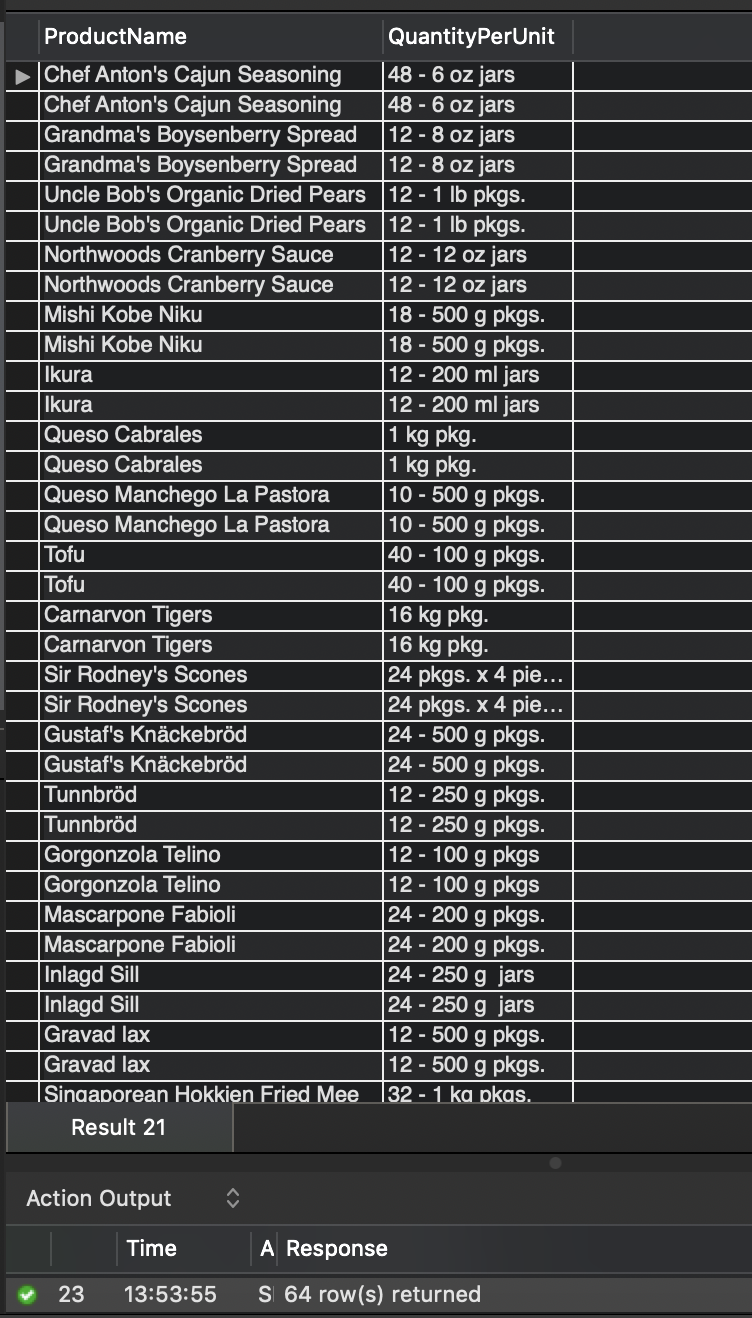 ProductName QuantityPerUnit
Chef Anton's Cajun Seasoning 48 - 6 oz jars
Chef Anton's Cajun Seasoning 48 - 6 oz jars
Grandma's Boysenberry Spread 12 - 8 oz jars
Grandma's Boysenberry Spread 12 - 8 oz jars
Uncle Bob's Organic Dried Pears 12 - 1 lb pkgs.
Uncle Bob's Organic Dried Pears 12 - 1 lb pkgs.
Northwoods Cranberry Sauce 12 - 12 oz jars
Northwoods Cranberry Sauce 12 - 12 oz jars
Mishi Kobe Niku 18 - 500 g pkgs.
Mishi Kobe Niku 18 - 500 g pkgs.
Ikura 12 - 200 ml jars
Ikura 12 - 200 ml jars
Queso Cabrales 1 kg pkg.
Queso Cabrales 1 kg pkg.
Queso Manchego La Pastora 10 - 500 g pkgs.
Queso Manchego La Pastora 10 - 500 g pkgs.
Tofu 40 - 100 g pkgs.
Tofu 40 - 100 g pkgs.
Carnarvon Tigers 16 kg pkg.
Carnarvon Tigers 16 kg pkg.
Sir Rodney's Scones 24 pkgs. x 4 pie...
Sir Rodney's Scones 24 pkgs. x 4 pie...
Gustaf's Knäckebröd 24 - 500 g pkgs.
Gustaf's Knäckebröd 24 - 500 g pkgs.
Tunnbröd 12 - 250 g pkgs.
Tunnbröd 12 - 250 g pkgs.
Gorgonzola Telino 12 - 100 g pkgs
Gorgonzola Telino 12 - 100 g pkgs
Mascarpone Fabioli 24 - 200 g pkgs.
Mascarpone Fabioli 24 - 200 g pkgs.
Inlagd Sill 24 - 250 g  jars
Inlagd Sill 24 - 250 g  jars
Gravad lax 12 - 500 g pkgs.
Gravad lax 12 - 500 g pkgs.
Singaporean Hokkien Fried Mee 32 - 1 kg pkgs.
Result 21
Action Output
Time A Response
23 13:53:55 S 64 row(s) returned